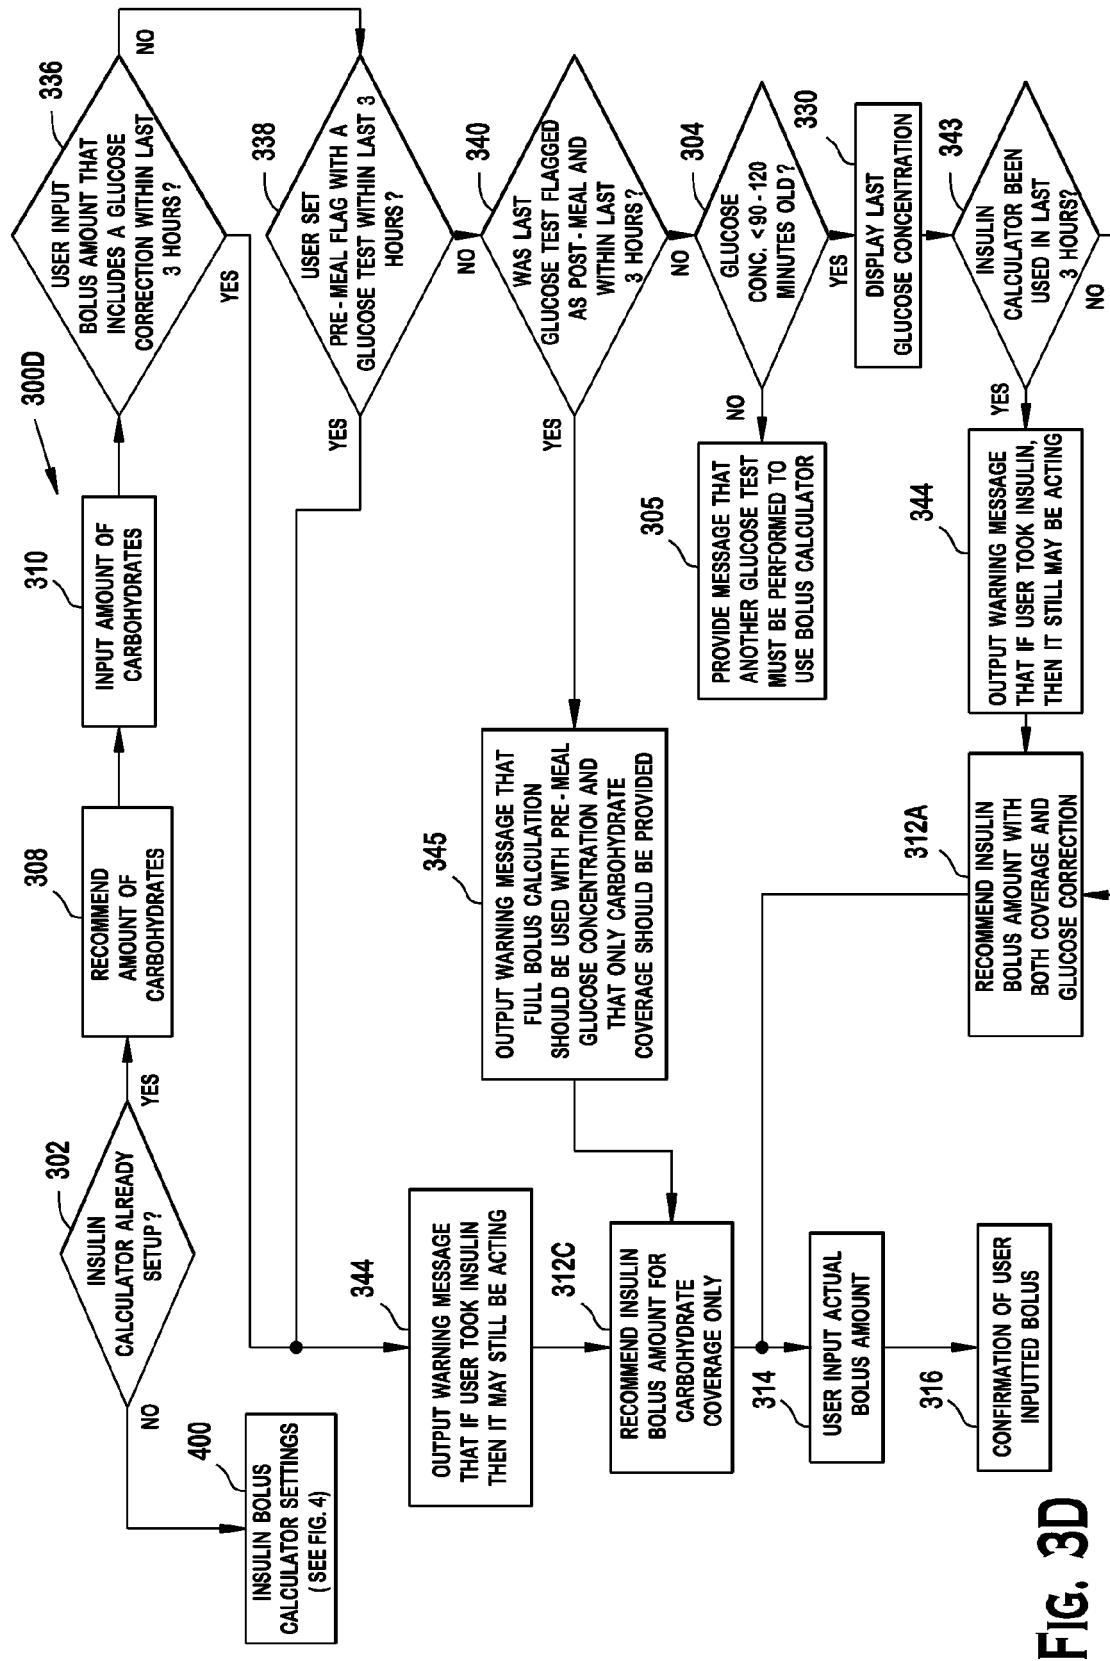 300D
302
INSULIN
CALCULATOR ALREADY
SETUP?
NO
YES
400
INSULIN BOLUS
CALCULATOR SETTINGS
(SEE FIG. 4)
308
RECOMMEND
AMOUNT OF
CARBOHYDRATES
310
INPUT AMOUNT OF
CARBOHYDRATES
336
USER INPUT
BOLUS AMOUNT THAT
INCLUDES A GLUCOSE
CORRECTION WITHIN LAST
3 HOURS?
NO
YES
338
USER SET
PRE-MEAL FLAG WITH A
GLUCOSE TEST WITHIN LAST 3
HOURS?
YES
NO
340
WAS LAST
GLUCOSE TEST FLAGGED
AS POST-MEAL AND
WITHIN LAST
3 HOURS?
YES
NO
304
GLUCOSE
CONC. <90-120
MINUTES OLD?
NO
YES
305
PROVIDE MESSAGE THAT
ANOTHER GLUCOSE TEST
MUST BE PERFORMED TO
USE BOLUS CALCULATOR
330
DISPLAY LAST
GLUCOSE CONCENTRATION
343
INSULIN
CALCULATOR BEEN
USED IN LAST
3 HOURS?
YES
NO
344
OUTPUT WARNING MESSAGE
THAT IF USER TOOK INSULIN,
THEN IT STILL MAY BE ACTING
312A
RECOMMEND INSULIN
BOLUS AMOUNT WITH
BOTH COVERAGE AND
GLUCOSE CORRECTION
345
OUTPUT WARNING MESSAGE THAT
FULL BOLUS CALCULATION
SHOULD BE USED WITH PRE-MEAL
GLUCOSE CONCENTRATION AND
THAT ONLY CARBOHYDRATE
COVERAGE SHOULD BE PROVIDED
344
OUTPUT WARNING MESSAGE
THAT IF USER TOOK INSULIN
THEN IT MAY STILL BE ACTING
312C
RECOMMEND INSULIN
BOLUS AMOUNT FOR
CARBOHYDRATE
COVERAGE ONLY
314
USER INPUT ACTUAL
BOLUS AMOUNT
316
CONFIRMATION OF USER
INPUTTED BOLUS
FIG. 3D